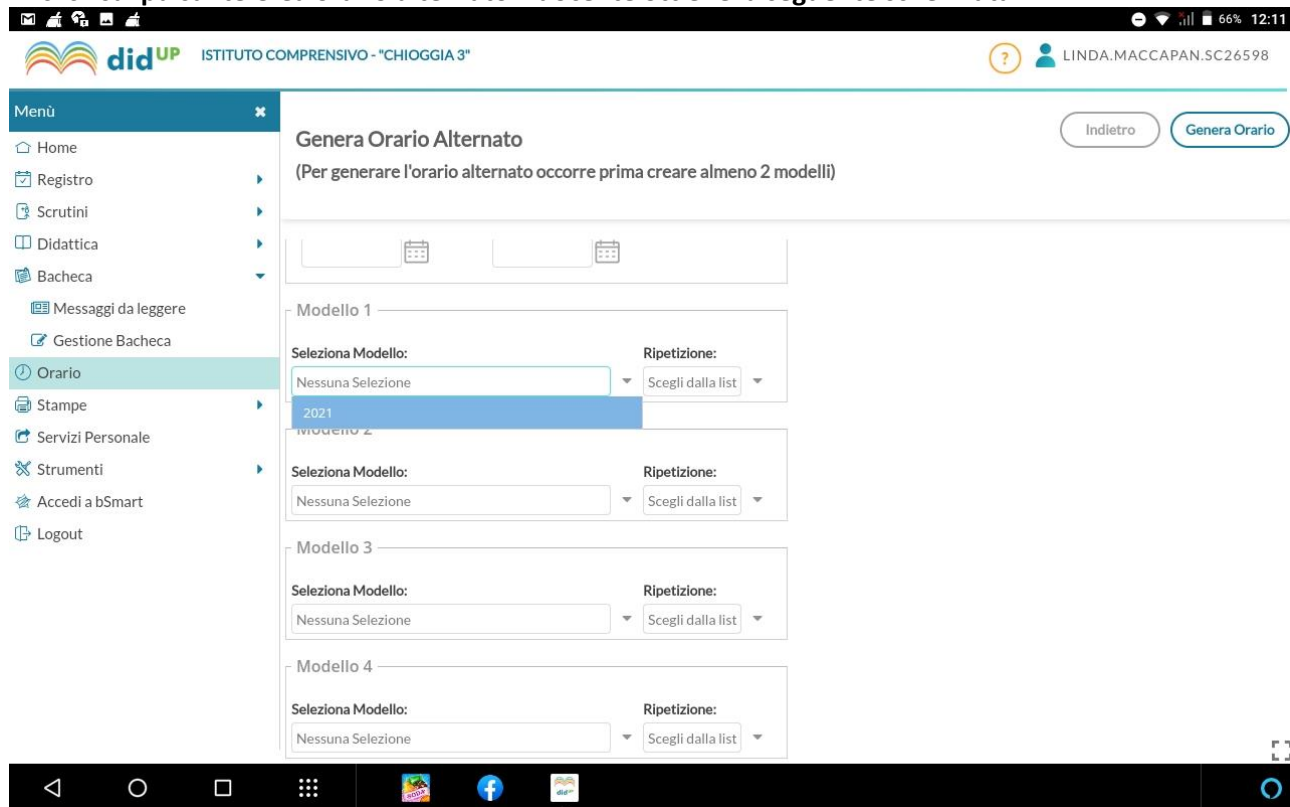 66% 12:11
didUP ISTITUTO COMPRENSIVO - "CHIOGGIA 3" ? LINDA.MACCAPAN.SC26598
Menù
Home
Registro
Scrutini
Didattica
Bacheca
Messaggi da leggere
Gestione Bacheca
Orario
Stampe
Servizi Personale
Strumenti
Accedi a bSmart
Logout
Genera Orario Alternato
(Per generare l'orario alternato occorre prima creare almeno 2 modelli)
Indietro Genera Orario
Modello 1
Seleziona Modello: Ripetizione:
Nessuna Selezione Scegli dalla list
2021
Modello 2
Seleziona Modello: Ripetizione:
Nessuna Selezione Scegli dalla list
Modello 3
Seleziona Modello: Ripetizione:
Nessuna Selezione Scegli dalla list
Modello 4
Seleziona Modello: Ripetizione:
Nessuna Selezione Scegli dalla list